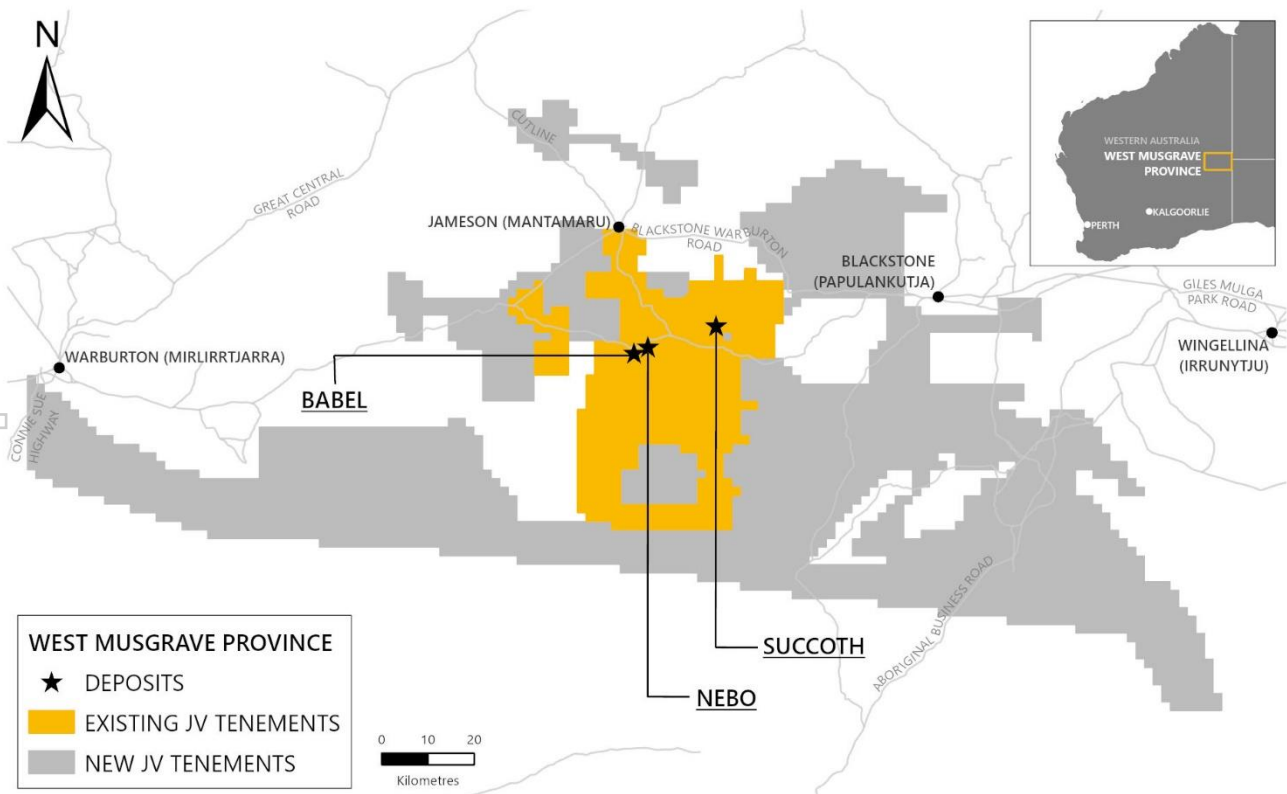 N
WESTERN AUSTRALIA
WEST MUSGRAVE
PROVINCE
KALGOORLIE
PERTH
CUTLINE
GREAT CENTRAL
ROAD
JAMESON (MANTAMARU)
BLACKSTONE WARBURTON
ROAD
BLACKSTONE
(PAPULANKUTJA)
GILES MULGA
PARK ROAD
WINGELLINA
(IRRUNYTJU)
WARBURTON (MIRLIRRTJARRA)
BABEL
CONNIE SUE
HIGHWAY
SUCCOTH
NEBO
ABORIGINAL BUSINESS ROAD
WEST MUSGRAVE PROVINCE
DEPOSITS
EXISTING JV TENEMENTS
NEW JV TENEMENTS
0 10 20
Kilometres